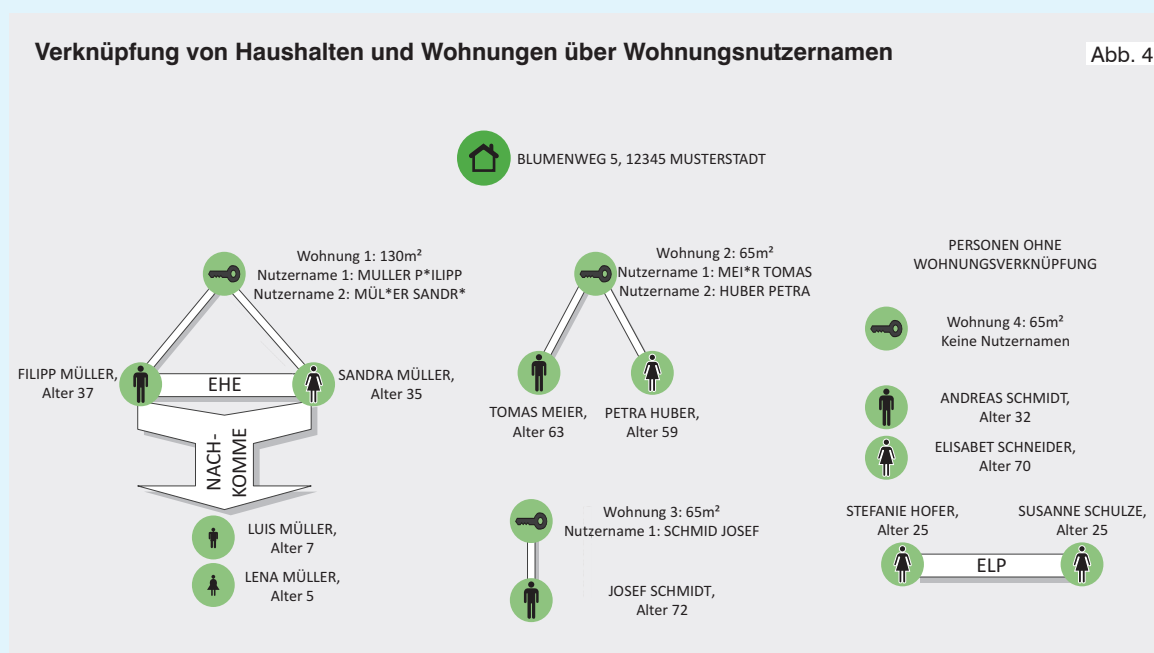 Verknüpfung von Haushalten und Wohnungen über Wohnungsnutzernamen
Abb. 4
BLUMENWEG 5, 12345 MUSTERSTADT
Wohnung 1: 130m²
Nutzername 1: MULLER P*ILIPP
Nutzername 2: MÜL*ER SANDR*
FILIPP MÜLLER,
Alter 37
EHE
SANDRA MÜLLER,
Alter 35
NACH-
KOMME
LUIS MÜLLER,
Alter 7
LENA MÜLLER,
Alter 5
Wohnung 2: 65m²
Nutzername 1: MEI*R TOMAS
Nutzername 2: HUBER PETRA
TOMAS MEIER,
Alter 63
PETRA HUBER,
Alter 59
Wohnung 3: 65m²
Nutzername 1: SCHMID JOSEF
JOSEF SCHMIDT,
Alter 72
PERSONEN OHNE
WOHNUNGSVERKNÜPFUNG
Wohnung 4: 65m²
Keine Nutzernamen
ANDREAS SCHMIDT,
Alter 32
ELISABET SCHNEIDER,
Alter 70
STEFANIE HOFER,
Alter 25
SUSANNE SCHULZE,
Alter 25
ELP